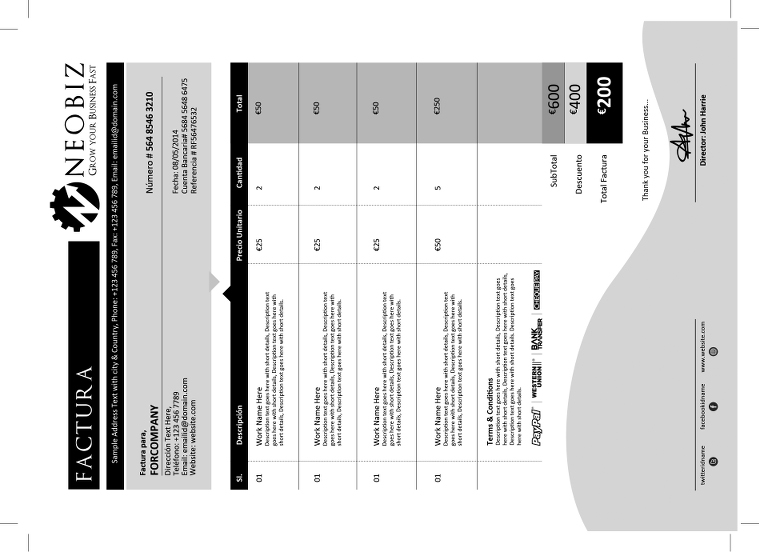 FACTURA
NEOBIZ
GROW YOUR BUSINESS FAST
Sample Address Text with city & Country, Phone: +123 456 789, Fax: +123 456 789, Email: emailid@domain.com
Factura para,
FORCOMPANY
Dirección Text Here,
Teléfono: +123 456 7789
Email: emailid@domain.com
Website: website.com
Número # 564 8546 3210
Fecha: 08/05/2014
Cuenta Bancaria# 5684 5648 6475
Referencia # RF56476532
Sl. Descripción Precio Unitario Cantidad Total
01 Work Name Here €25 2 €50
Description text goes here with short details, Description text
goes here with short details, Description text goes here with
short details, Description text goes here with short details.
01 Work Name Here €25 2 €50
Description text goes here with short details, Description text
goes here with short details, Description text goes here with
short details, Description text goes here with short details.
01 Work Name Here €25 2 €50
Description text goes here with short details, Description text
goes here with short details, Description text goes here with
short details, Description text goes here with short details.
01 Work Name Here €50 5 €250
Description text goes here with short details, Description text
goes here with short details, Description text goes here with
short details, Description text goes here with short details.
Terms & Conditions
Description text goes here with short details, Description text goes
here with short details, Description text goes here with short details,
Description text goes here with short details, Description text goes
here with short details.
PayPal WESTERN UNION BANK TRANSFER CHEQUE PAY
SubTotal €600
Descuento €400
Total Factura €200
Thank you for your Business...
Director: John Harrie
twitteridname facebookidname www.website.com